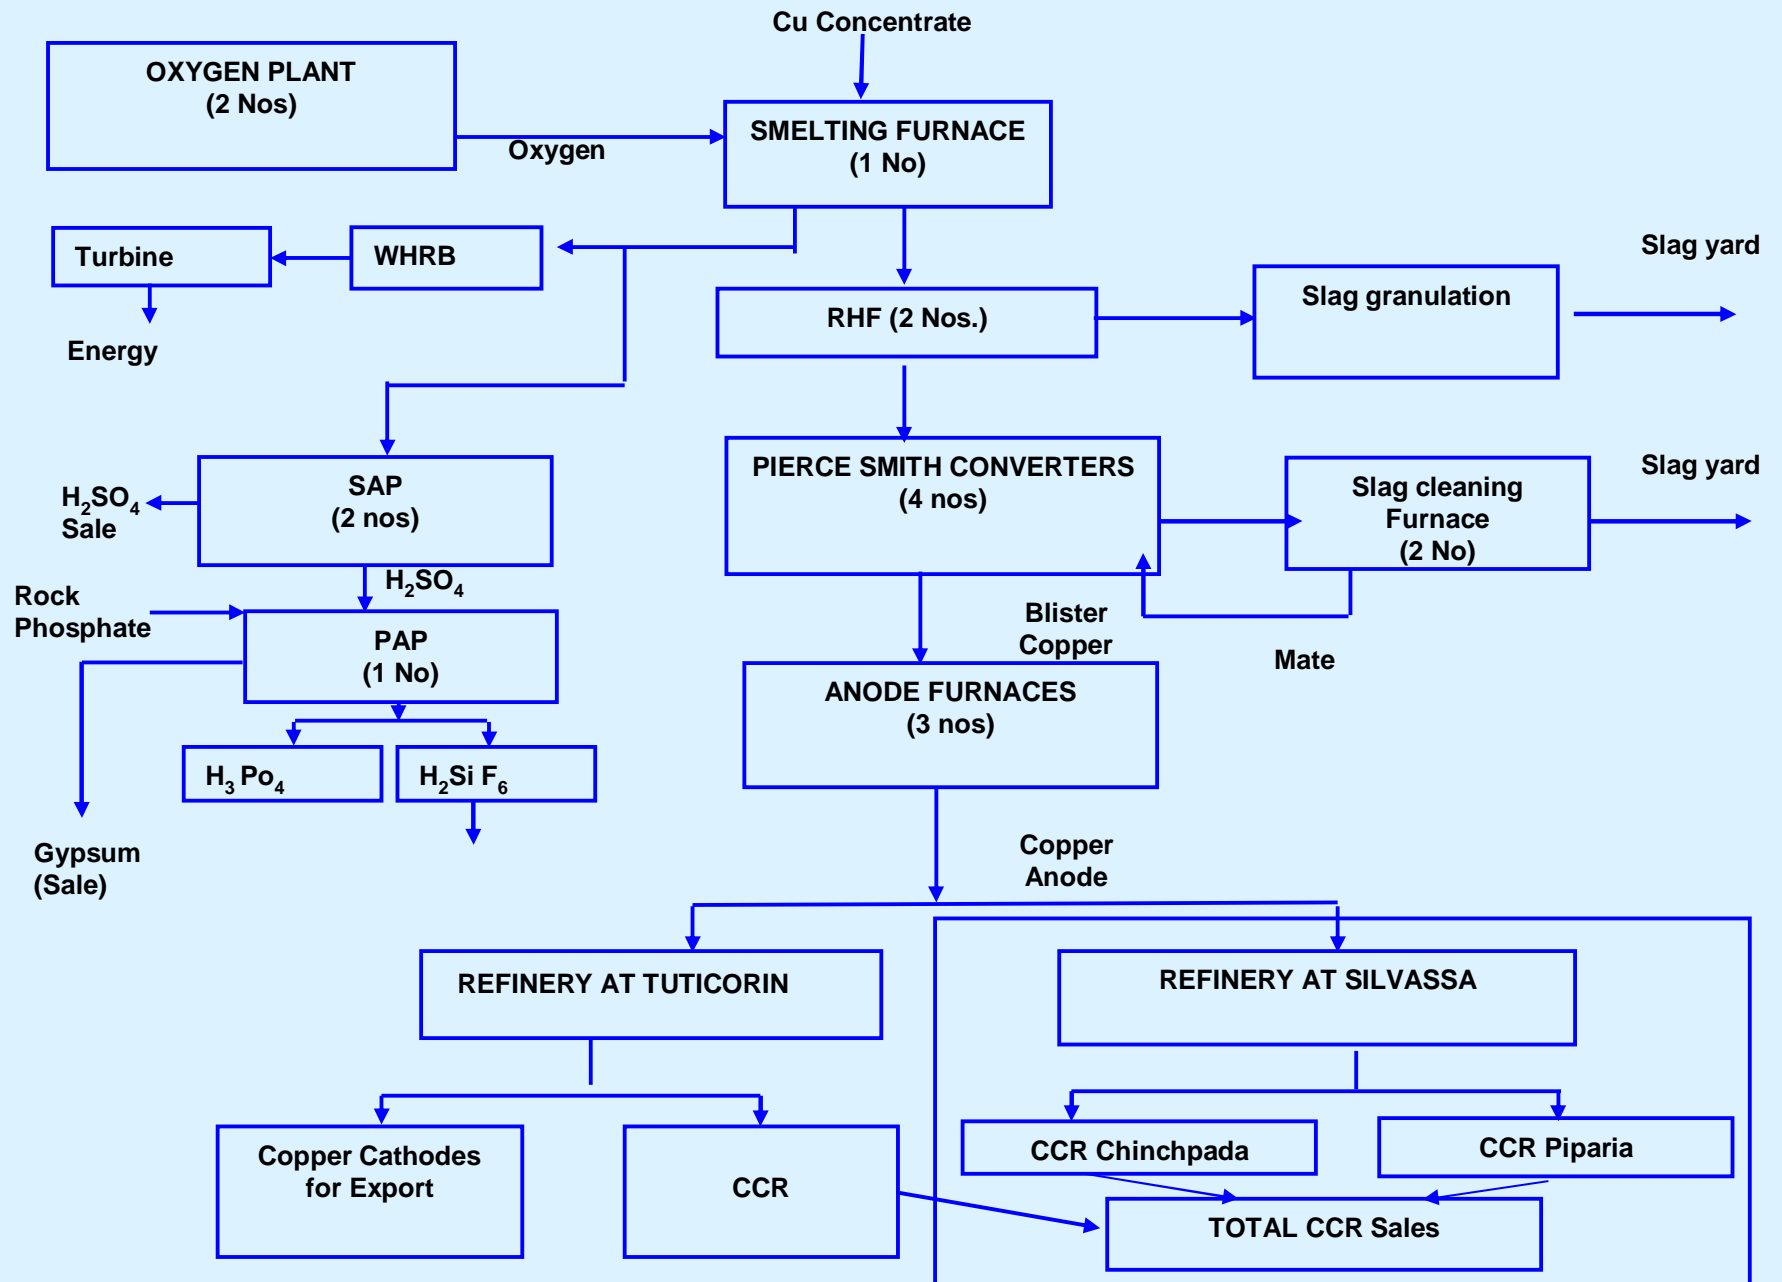 Cu Concentrate
OXYGEN PLANT
(2 Nos)
Oxygen
SMELTING FURNACE
(1 No)
Turbine
WHRB
Energy
RHF (2 Nos.)
Slag granulation
Slag yard
SAP
(2 nos)
H₂SO₄
Sale
H₂SO₄
PIERCE SMITH CONVERTERS
(4 nos)
Slag cleaning
Furnace
(2 No)
Slag yard
Rock
Phosphate
PAP
(1 No)
Blister
Copper
Mate
ANODE FURNACES
(3 nos)
H₃ Po₄
H₂Si F₆
Gypsum
(Sale)
Copper
Anode
REFINERY AT TUTICORIN
REFINERY AT SILVASSA
Copper Cathodes
for Export
CCR
CCR Chinchpada
CCR Piparia
TOTAL CCR Sales